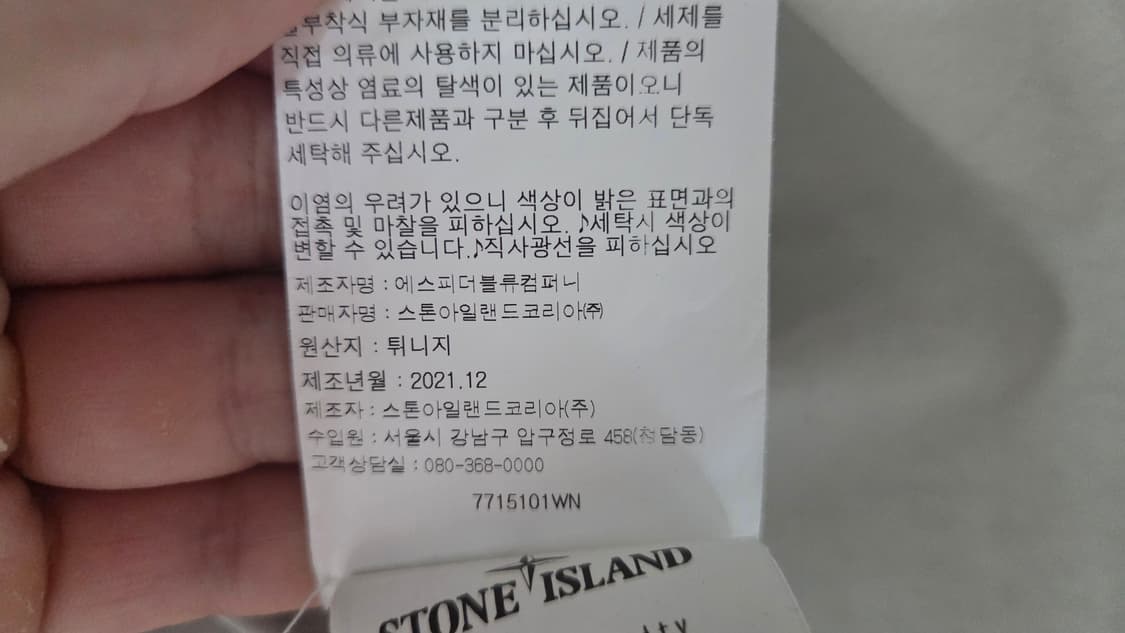 부착식 부자재를 분리하십시오. / 세제를
직접 의류에 사용하지 마십시오. / 제품의
특성상 염료의 탈색이 있는 제품이오니
반드시 다른제품과 구분 후 뒤집어서 단독
세탁해 주십시오.
이염의 우려가 있으니 색상이 밝은 표면과의
접촉 및 마찰을 피하십시오. ♪세탁시 색상이
변할 수 있습니다.♪직사광선을 피하십시오
제조자명 : 에스피더블류컴퍼니
판매자명 : 스톤아일랜드코리아㈜
원산지 : 튀니지
제조년월 : 2021.12
제조자 : 스톤아일랜드코리아(주)
수입원 : 서울시 강남구 압구정로 458(청담동)
고객상담실 : 080-368-0000
7715101WN
STONE ISLAND